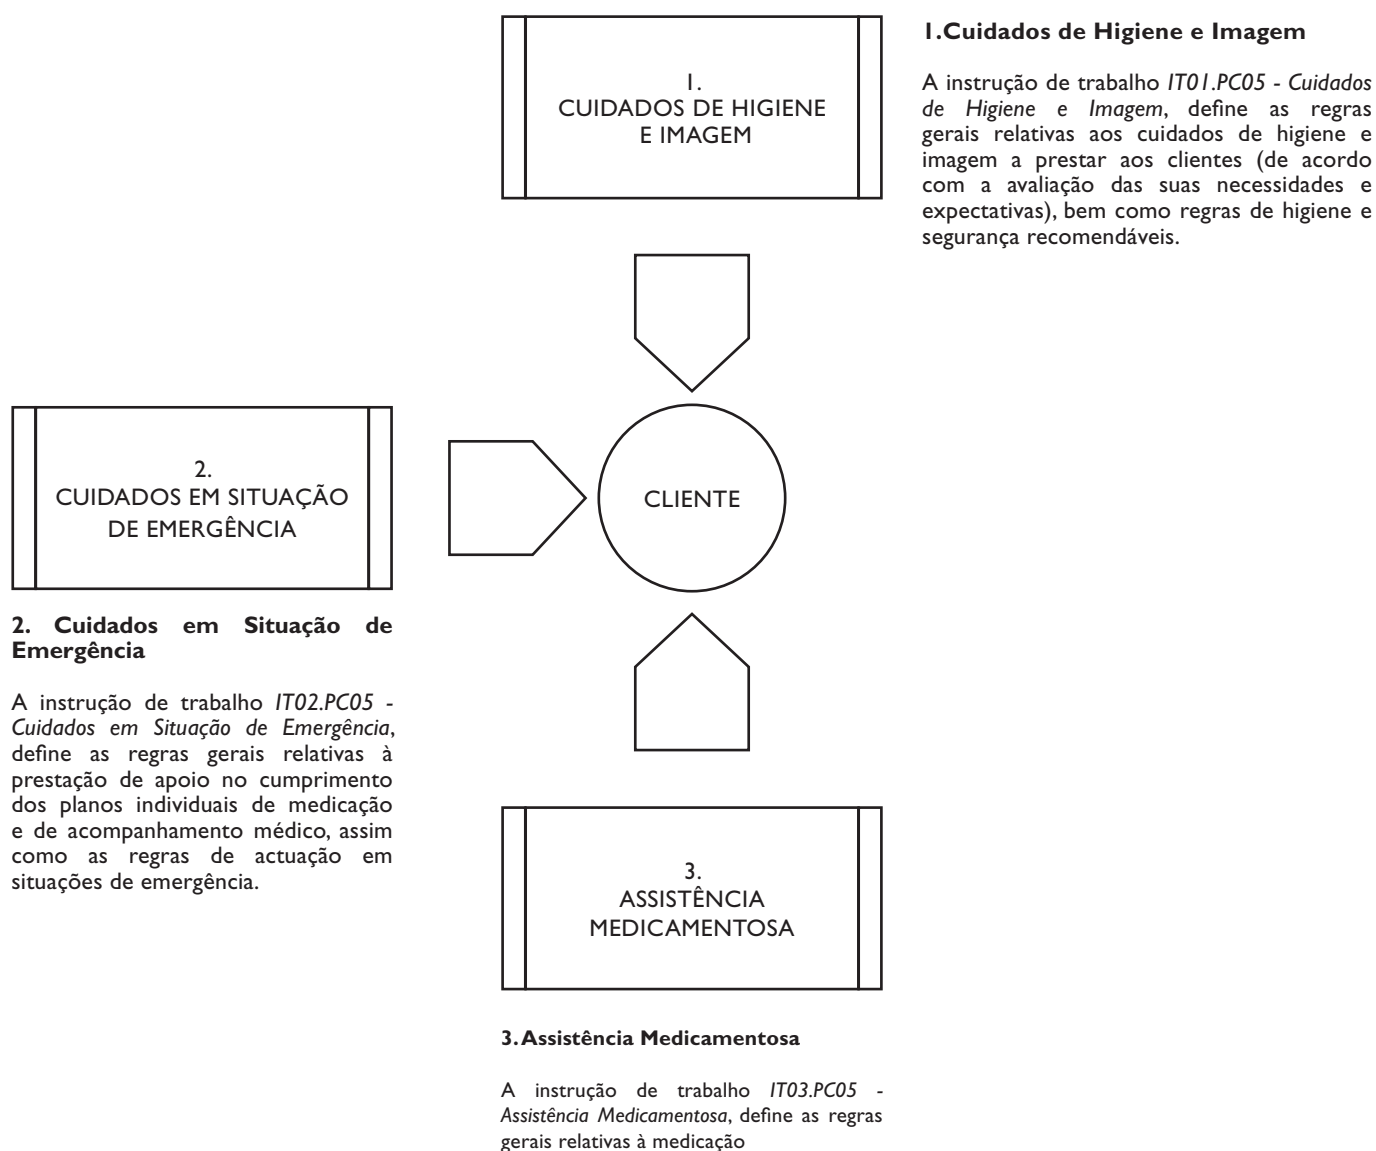 1.
CUIDADOS DE HIGIENE
E IMAGEM
1.Cuidados de Higiene e Imagem
A instrução de trabalho IT01.PC05 - Cuidados
de Higiene e Imagem, define as regras
gerais relativas aos cuidados de higiene e
imagem a prestar aos clientes (de acordo
com a avaliação das suas necessidades e
expectativas), bem como regras de higiene e
segurança recomendáveis.
2.
CUIDADOS EM SITUAÇÃO
DE EMERGÊNCIA
CLIENTE
2. Cuidados em Situação de
Emergência
A instrução de trabalho IT02.PC05 -
Cuidados em Situação de Emergência,
define as regras gerais relativas à
prestação de apoio no cumprimento
dos planos individuais de medicação
e de acompanhamento médico, assim
como as regras de actuação em
situações de emergência.
3.
ASSISTÊNCIA
MEDICAMENTOSA
3. Assistência Medicamentosa
A instrução de trabalho IT03.PC05 -
Assistência Medicamentosa, define as regras
gerais relativas à medicação